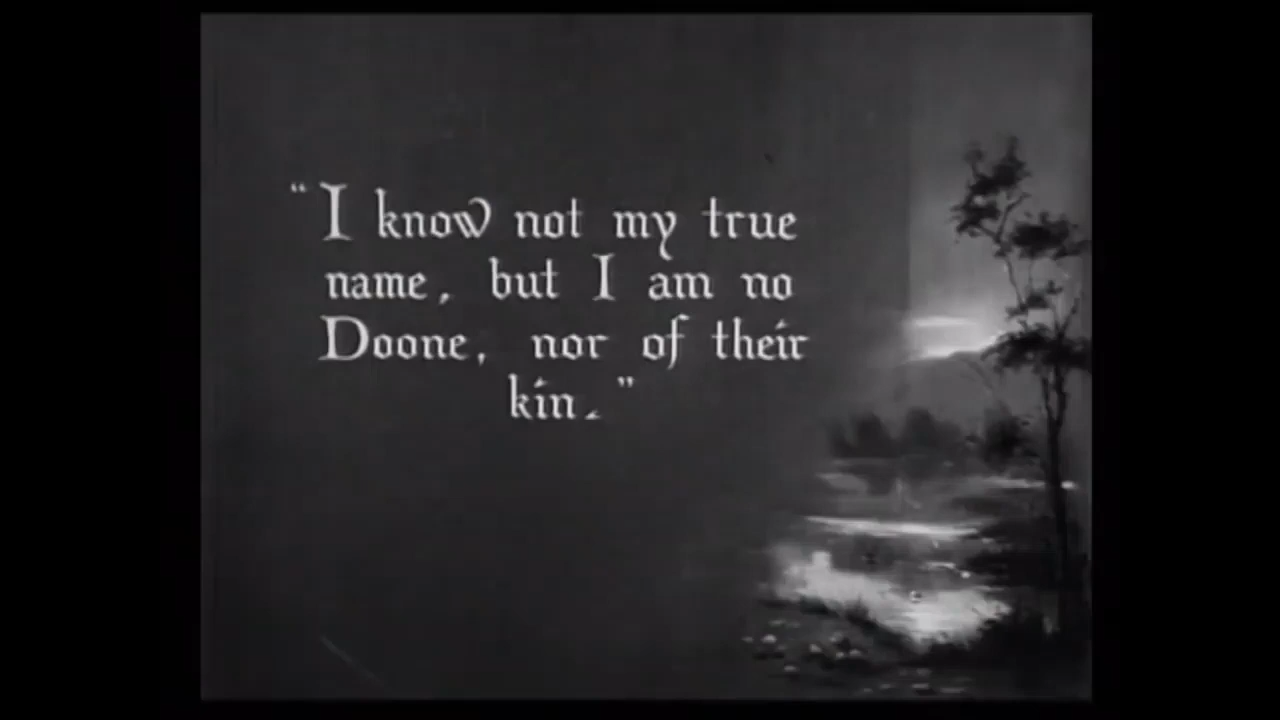 “I know not my true
name, but I am no
Doone, nor of their
kin.”